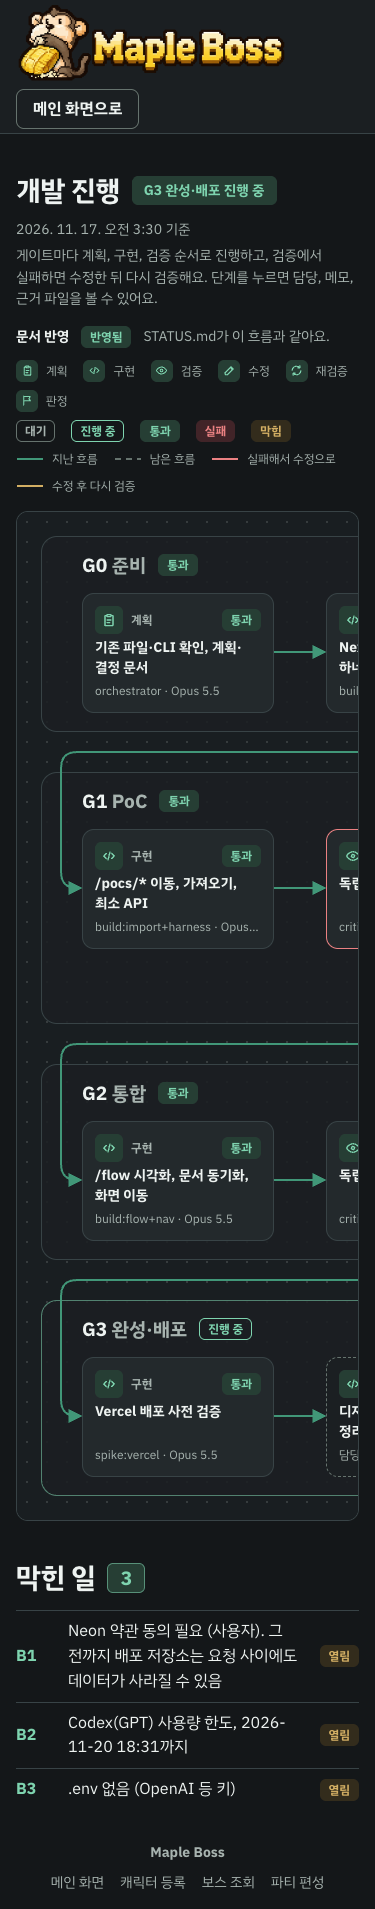 Maple Boss
메인 화면으로
개발 진행
G3 완성·배포 진행 중
2026. 11. 17. 오전 3:30 기준
게이트마다 계획, 구현, 검증 순서로 진행하고, 검증에서
실패하면 수정한 뒤 다시 검증해요. 단계를 누르면 담당, 메모,
근거 파일을 볼 수 있어요.
문서 반영 반영됨 STATUS.md가 이 흐름과 같아요.
계획 구현 검증 수정 재검증
판정
대기 진행 중 통과 실패 막힘
지난 흐름 남은 흐름 실패해서 수정으로
수정 후 다시 검증
G0 준비 통과
계획 통과
기존 파일·CLI 확인, 계획·
결정 문서
orchestrator · Opus 5.5
G1 PoC 통과
구현 통과
/pocs/* 이동, 가져오기,
최소 API
build:import+harness · Opus...
G2 통합 통과
구현 통과
/flow 시각화, 문서 동기화,
화면 이동
build:flow+nav · Opus 5.5
G3 완성·배포 진행 중
구현 통과
Vercel 배포 사전 검증
spike:vercel · Opus 5.5
담당
막힌 일 3
B1 Neon 약관 동의 필요 (사용자). 그 열림
전까지 배포 저장소는 요청 사이에도
데이터가 사라질 수 있음
B2 Codex(GPT) 사용량 한도, 2026- 열림
11-20 18:31까지
B3 .env 없음 (OpenAI 등 키) 열림
Maple Boss
메인 화면 캐릭터 등록 보스 조회 파티 편성